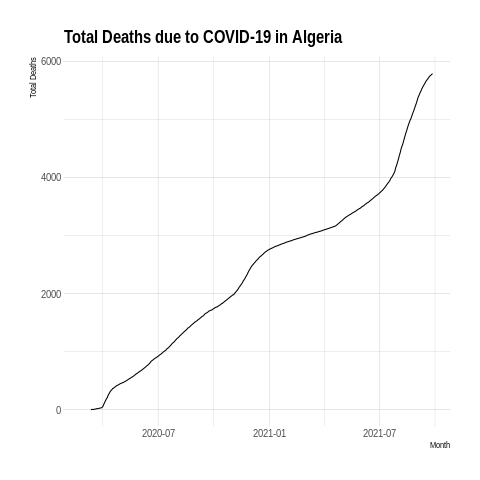 Total Deaths due to COVID-19 in Algeria
Total Deaths
6000
4000
2000
0
2020-07 2021-01 2021-07
Month